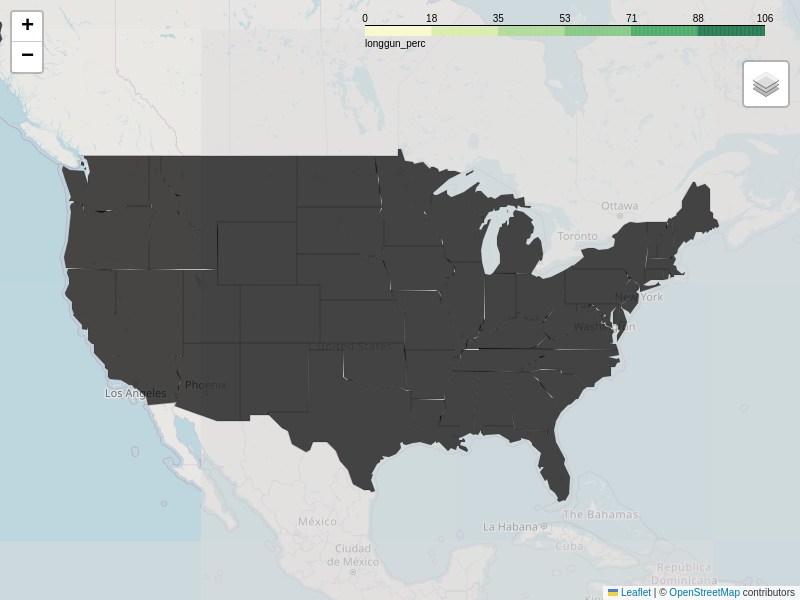 +
−
0 18 35 53 71 88 106
longgun_perc
Ottawa
Toronto
New York
Washington
United States
Phoenix
Los Angeles
México
Ciudad
de México
La Habana
The Bahamas
Cuba
República
Dominicana
Leaflet | © OpenStreetMap contributors